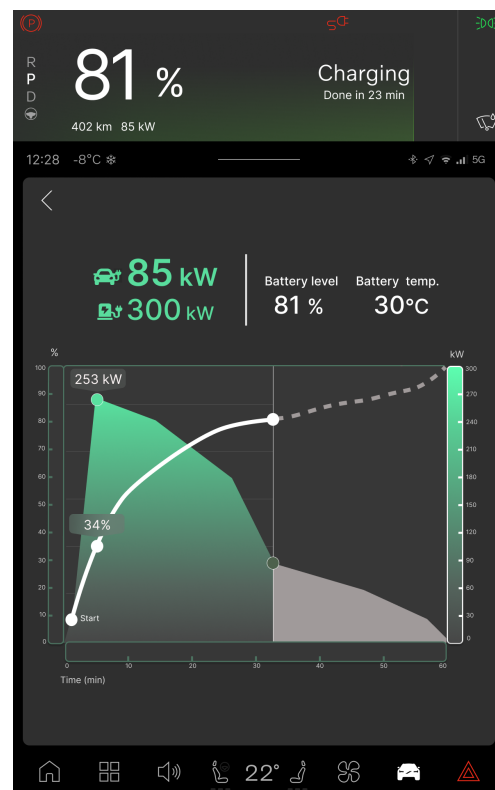 (P)
R
P
D
81 %
402 km 85 kW
Charging
Done in 23 min
12:28 -8°C
5G
85 kW
300 kW
Battery level
81 %
Battery temp.
30°C
%
kW
100
90
80
70
60
50
40
30
20
10
0
253 kW
34%
Start
300
270
240
210
180
150
120
90
60
30
0
0 10 20 30 40 50 60
Time (min)
22°